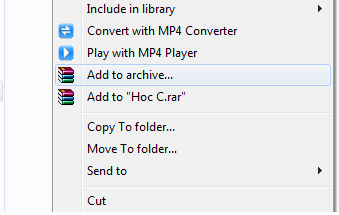 Include in library
Convert with MP4 Converter
Play with MP4 Player
Add to archive...
Add to "Hoc C.rar"
Copy To folder...
Move To folder...
Send to
Cut